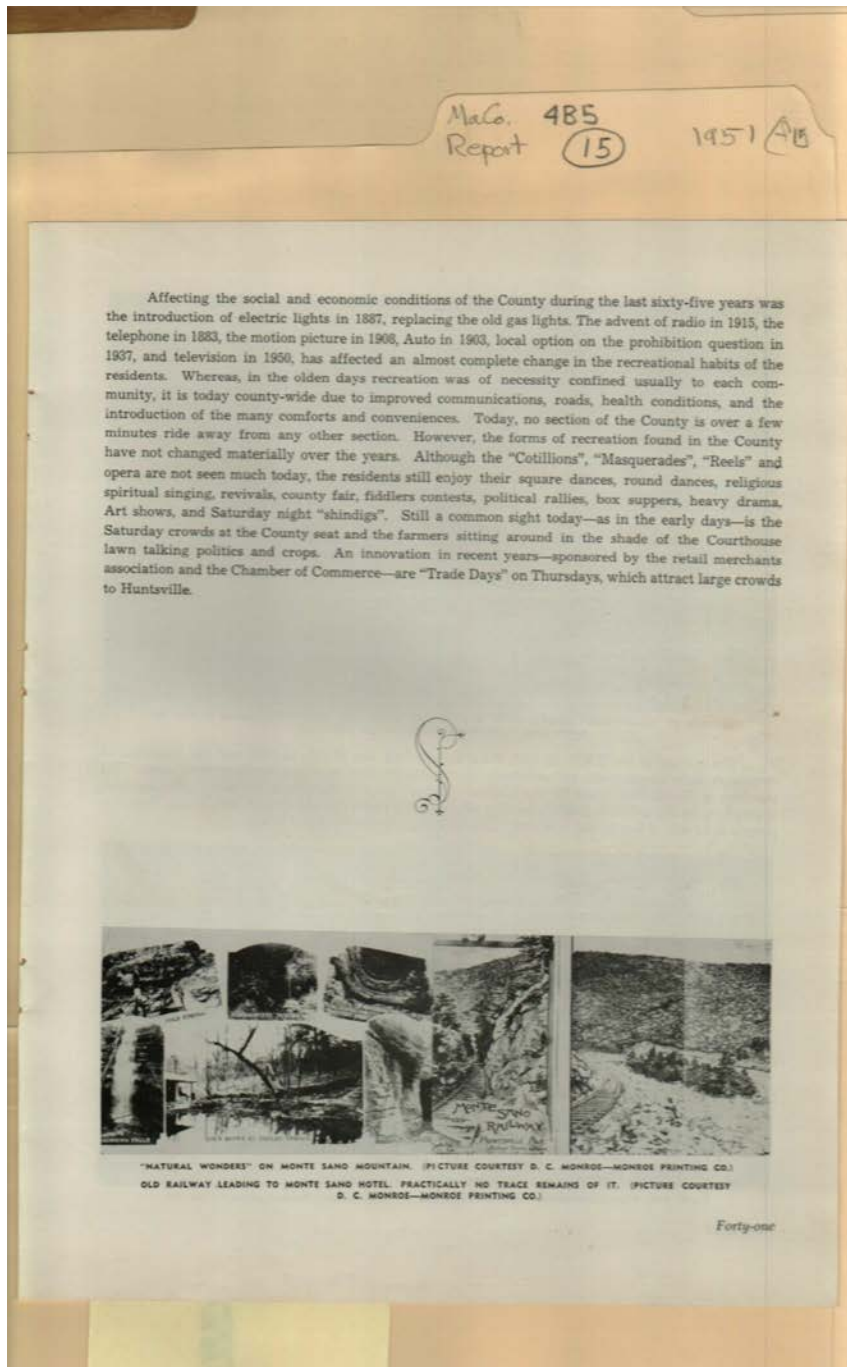 MaCo. 4B5
Report 15 1951
Affecting the social and economic conditions of the County during the last sixty-five years was
the introduction of electric lights in 1887, replacing the old gas lights. The advent of radio in 1915, the
telephone in 1883, the motion picture in 1908, Auto in 1903, local option on the prohibition question in
1937, and television in 1950, has affected an almost complete change in the recreational habits of the
residents. Whereas, in the olden days recreation was of necessity confined usually to each com-
munity, it is today county-wide due to improved communications, roads, health conditions, and the
introduction of the many comforts and conveniences. Today, no section of the County is over a few
minutes ride away from any other section. However, the forms of recreation found in the County
have not changed materially over the years. Although the "Cotillions", "Masquerades", "Reels" and
opera are not seen much today, the residents still enjoy their square dances, round dances, religious
spiritual singing, revivals, county fair, fiddlers contests, political rallies, box suppers, heavy drama,
Art shows, and Saturday night "shindigs". Still a common sight today—as in the early days—is the
Saturday crowds at the County seat and the farmers sitting around in the shade of the Courthouse
lawn talking politics and crops. An innovation in recent years—sponsored by the retail merchants
association and the Chamber of Commerce—are "Trade Days" on Thursdays, which attract large crowds
to Huntsville.
MONTE
SANO
RAILWAY
"NATURAL WONDERS" ON MONTE SANO MOUNTAIN. (PICTURE COURTESY D. C. MONROE—MONROE PRINTING CO.)
OLD RAILWAY LEADING TO MONTE SANO HOTEL. PRACTICALLY NO TRACE REMAINS OF IT. (PICTURE COURTESY
D. C. MONROE—MONROE PRINTING CO.)
Forty-one